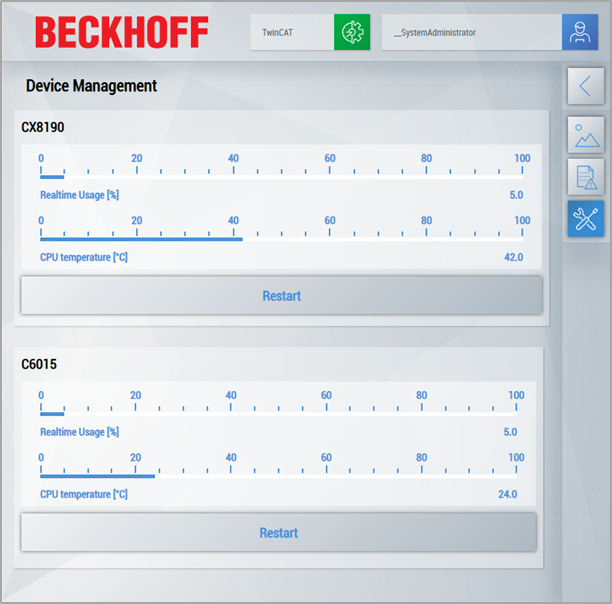 BECKHOFF
TwinCAT
__SystemAdministrator
Device Management
CX8190
0 20 40 60 80 100
Realtime Usage [%] 5.0
0 20 40 60 80 100
CPU temperature [°C] 42.0
Restart
C6015
0 20 40 60 80 100
Realtime Usage [%] 5.0
0 20 40 60 80 100
CPU temperature [°C] 24.0
Restart